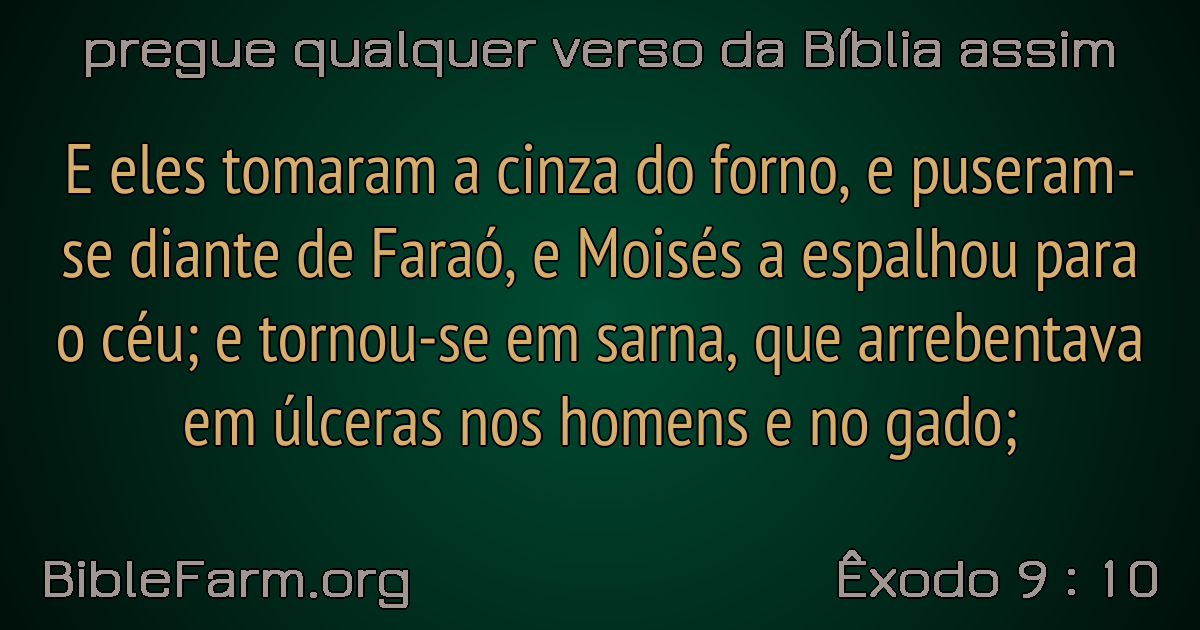 pregue qualquer verso da Bíblia assim
E eles tomaram a cinza do forno, e puseram-
se diante de Faraó, e Moisés a espalhou para
o céu; e tornou-se em sarna, que arrebentava
em úlceras nos homens e no gado;
BibleFarm.org
Êxodo 9 : 10